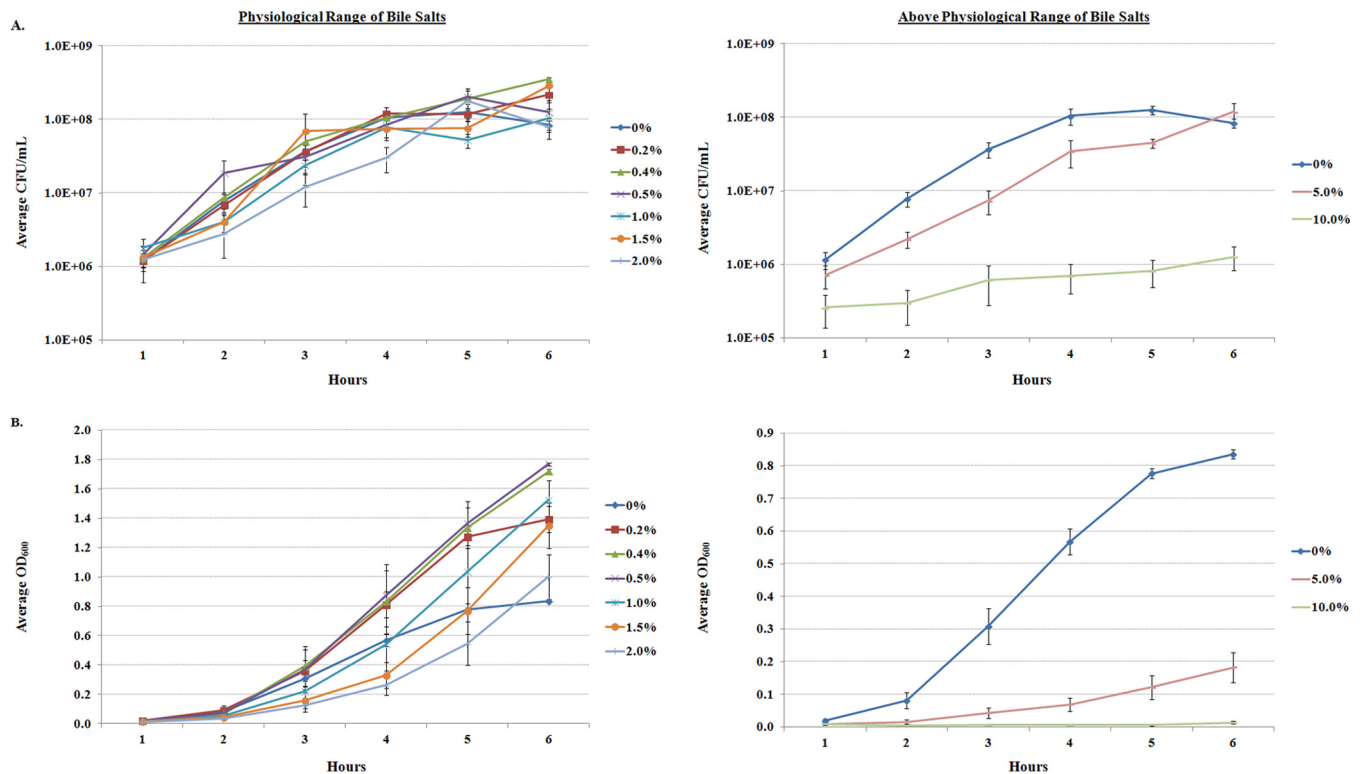 Physiological Range of Bile Salts
Above Physiological Range of Bile Salts
A.
Average CFU/mL
1.0E+09
1.0E+08
1.0E+07
1.0E+06
1.0E+05
1 2 3 4 5 6
Hours
0%
0.2%
0.4%
0.5%
1.0%
1.5%
2.0%
Average CFU/mL
1.0E+09
1.0E+08
1.0E+07
1.0E+06
1.0E+05
1 2 3 4 5 6
Hours
0%
5.0%
10.0%
B.
Average OD600
2.0
1.8
1.6
1.4
1.2
1.0
0.8
0.6
0.4
0.2
0.0
1 2 3 4 5 6
Hours
0%
0.2%
0.4%
0.5%
1.0%
1.5%
2.0%
Average OD600
0.9
0.8
0.7
0.6
0.5
0.4
0.3
0.2
0.1
0.0
1 2 3 4 5 6
Hours
0%
5.0%
10.0%